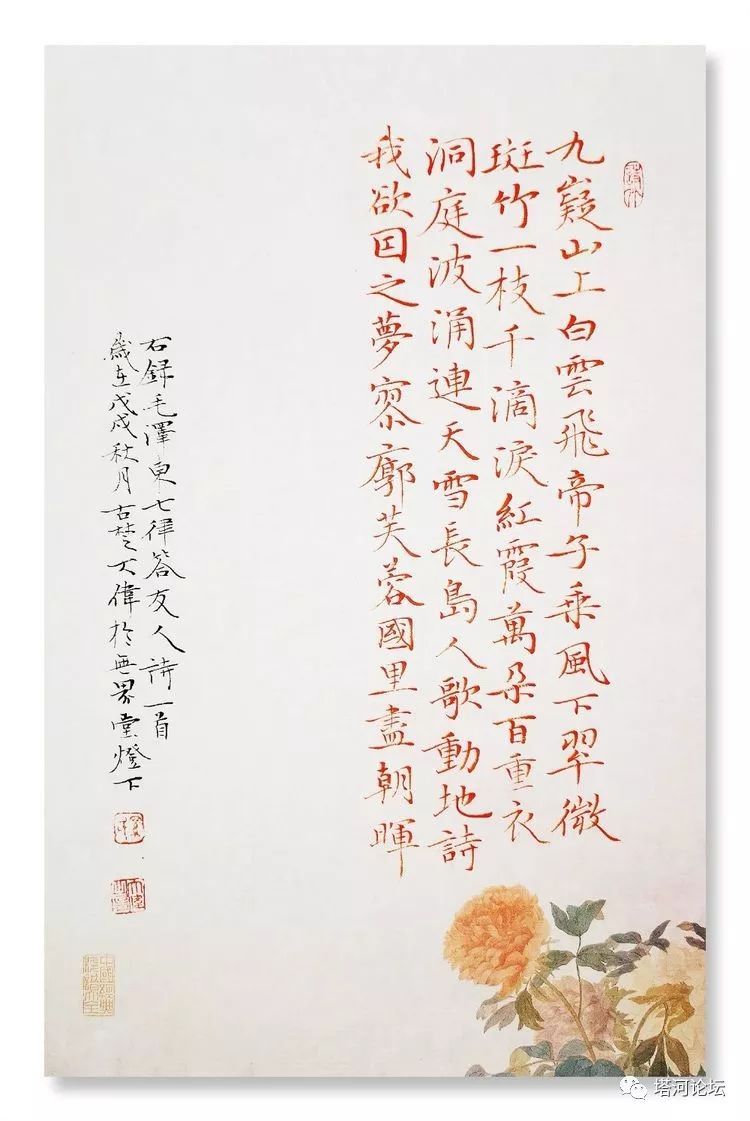 九嶷山上白雲飛帝子乘風下翠微
斑竹一枝千滴淚紅霞萬朵百重衣
洞庭波涌連天雪長島人歌動地詩
我欲囙之夢寥廓芙蓉國里盡朝暉
右録毛澤東七律答友人詩一首
歲在戊戌秋月古楚大偉於無界堂燈下
塔河论坛